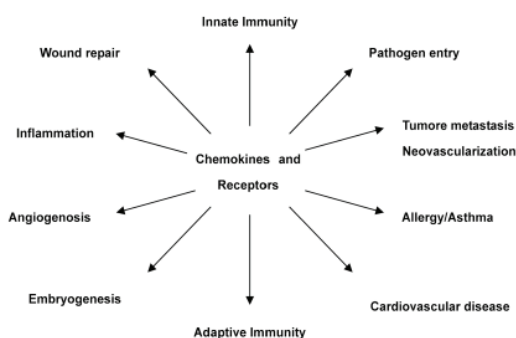 Innate Immunity
Wound repair
Pathogen entry
Inflammation
Tumore metastasis
Neovascularization
Chemokines and
Receptors
Angiogenosis
Allergy/Asthma
Embryogenesis
Cardiovascular disease
Adaptive Immunity